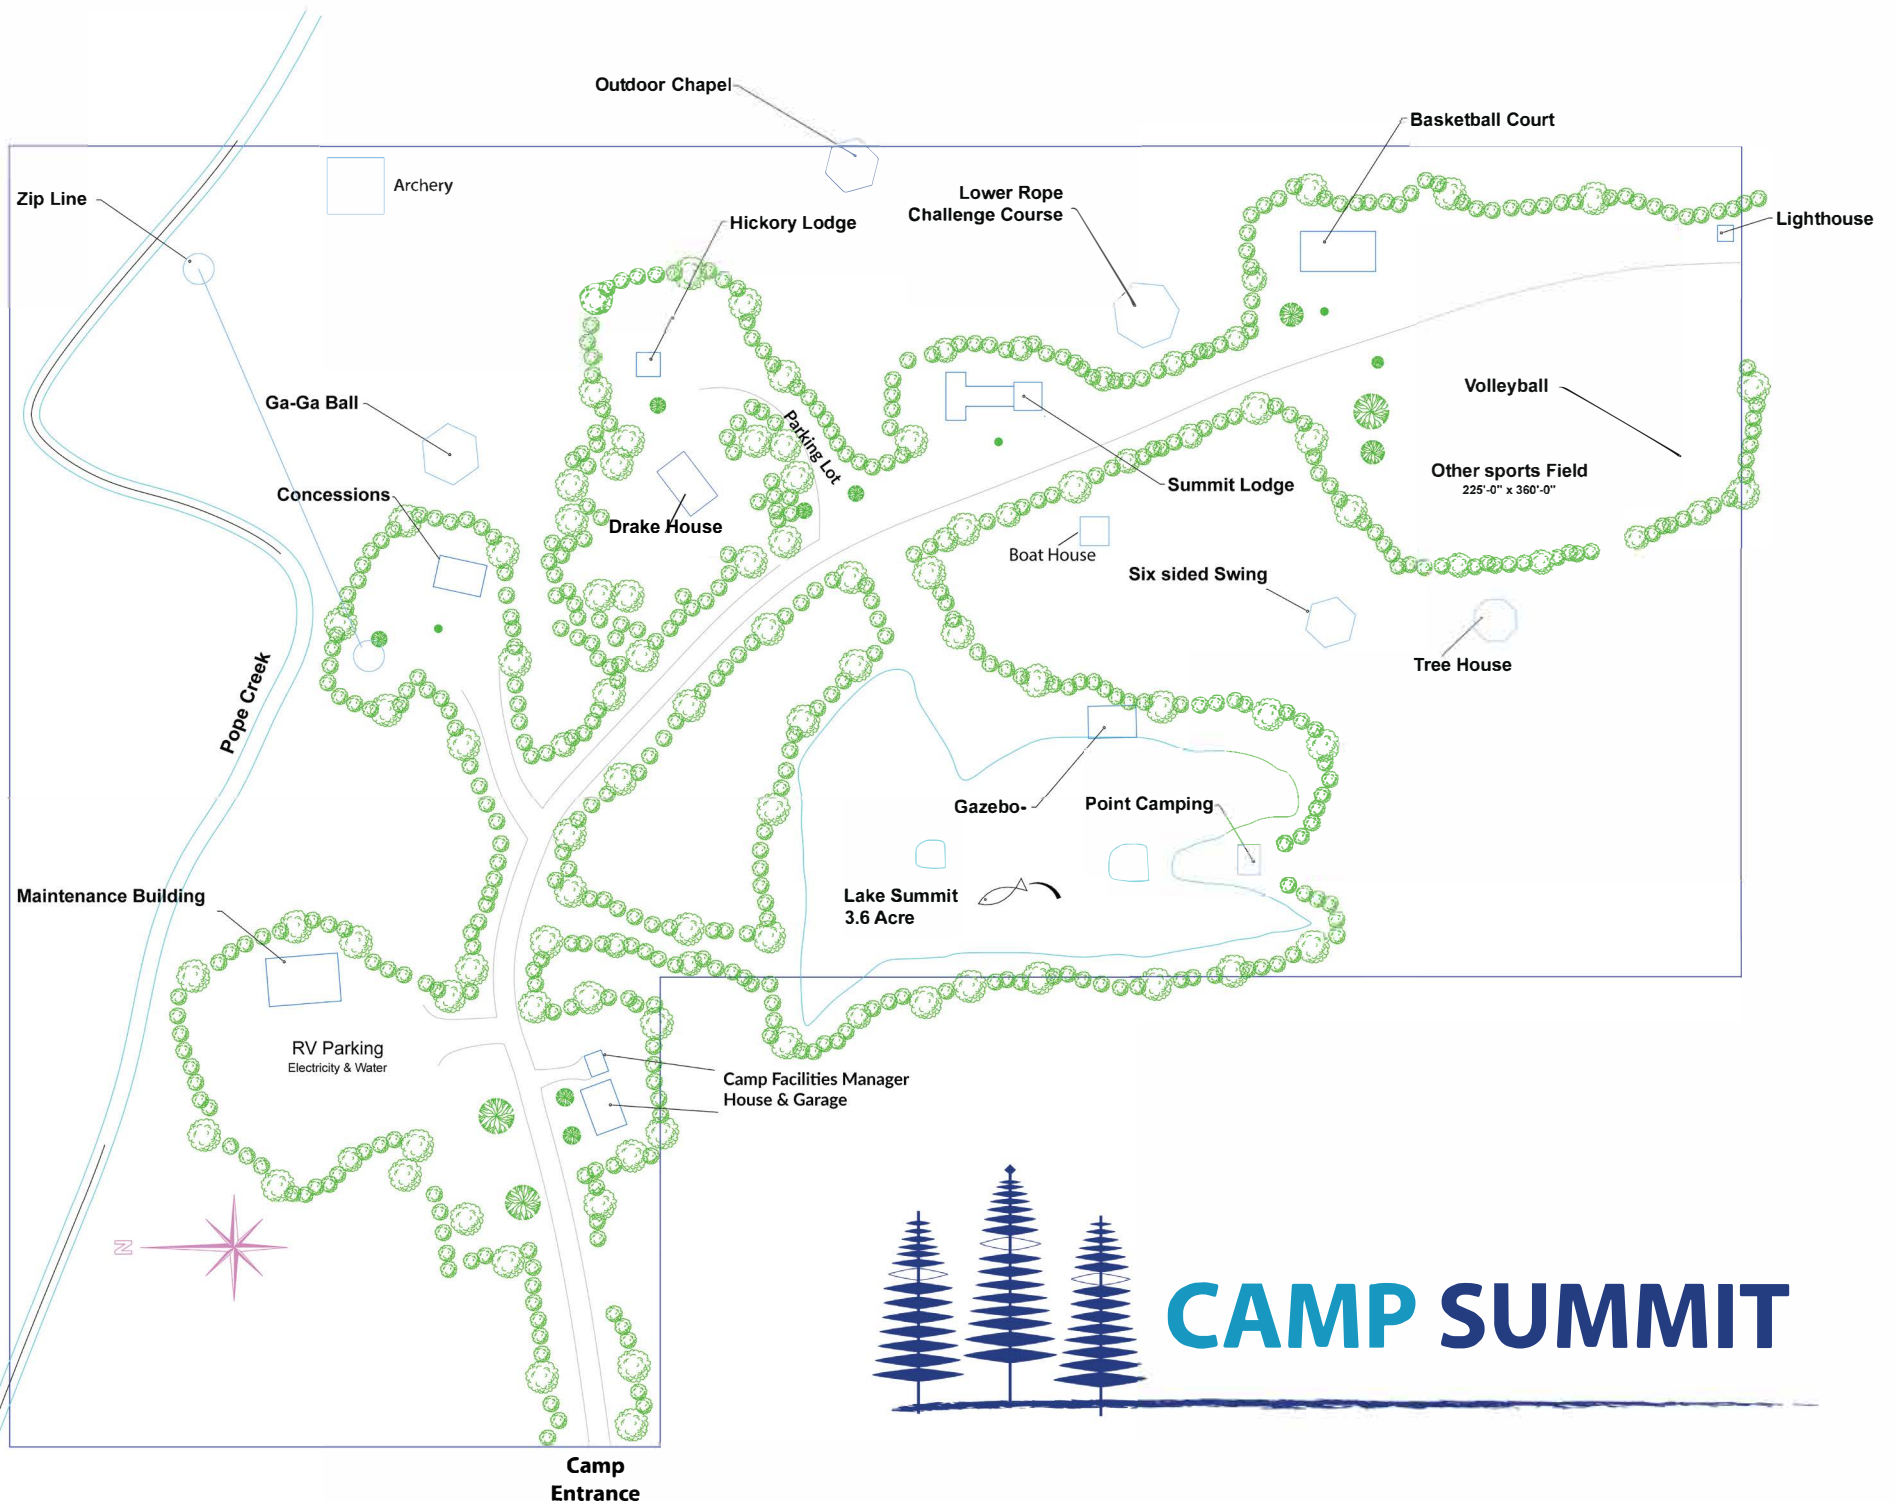 Outdoor Chapel
Basketball Court
Zip Line
Archery
Lower Rope
Challenge Course
Hickory Lodge
Lighthouse
Ga-Ga Ball
Volleyball
Parking Lot
Other sports Field
225'-0" x 360'-0"
Concessions
Summit Lodge
Drake House
Boat House
Six sided Swing
Tree House
Pope Creek
Gazebo-
Point Camping
Maintenance Building
Lake Summit
3.6 Acre
RV Parking
Electricity & Water
Camp Facilities Manager
House & Garage
N
CAMP SUMMIT
Camp
Entrance